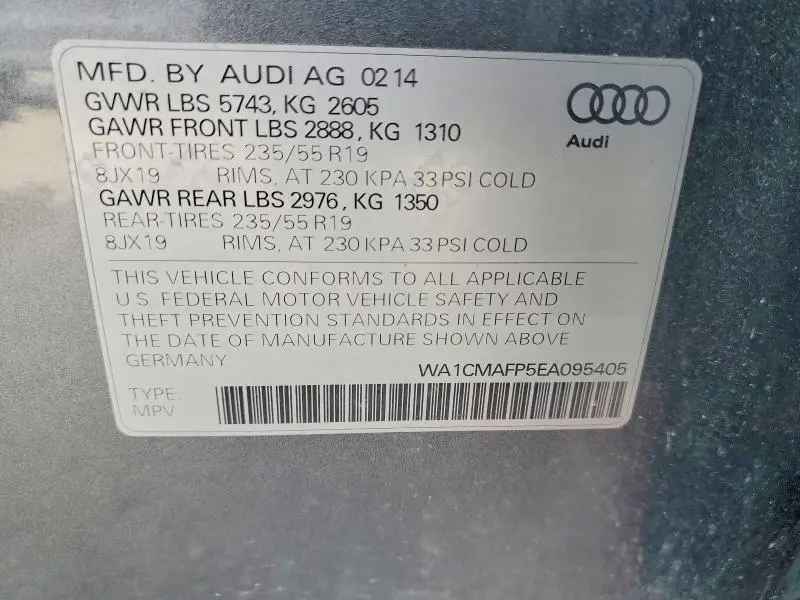 MFD. BY AUDI AG 0214
GVWR LBS 5743, KG 2605
GAWR FRONT LBS 2888, KG 1310
FRONT-TIRES 235/55 R19
8JX19 RIMS, AT 230 KPA 33 PSI COLD
GAWR REAR LBS 2976, KG 1350
REAR-TIRES 235/55 R19
8JX19 RIMS, AT 230 KPA 33 PSI COLD
Audi
THIS VEHICLE CONFORMS TO ALL APPLICABLE
U.S. FEDERAL MOTOR VEHICLE SAFETY AND
THEFT PREVENTION STANDARDS IN EFFECT ON
THE DATE OF MANUFACTURE SHOWN ABOVE
GERMANY
WA1CMAFP5EA095405
TYPE:
MPV